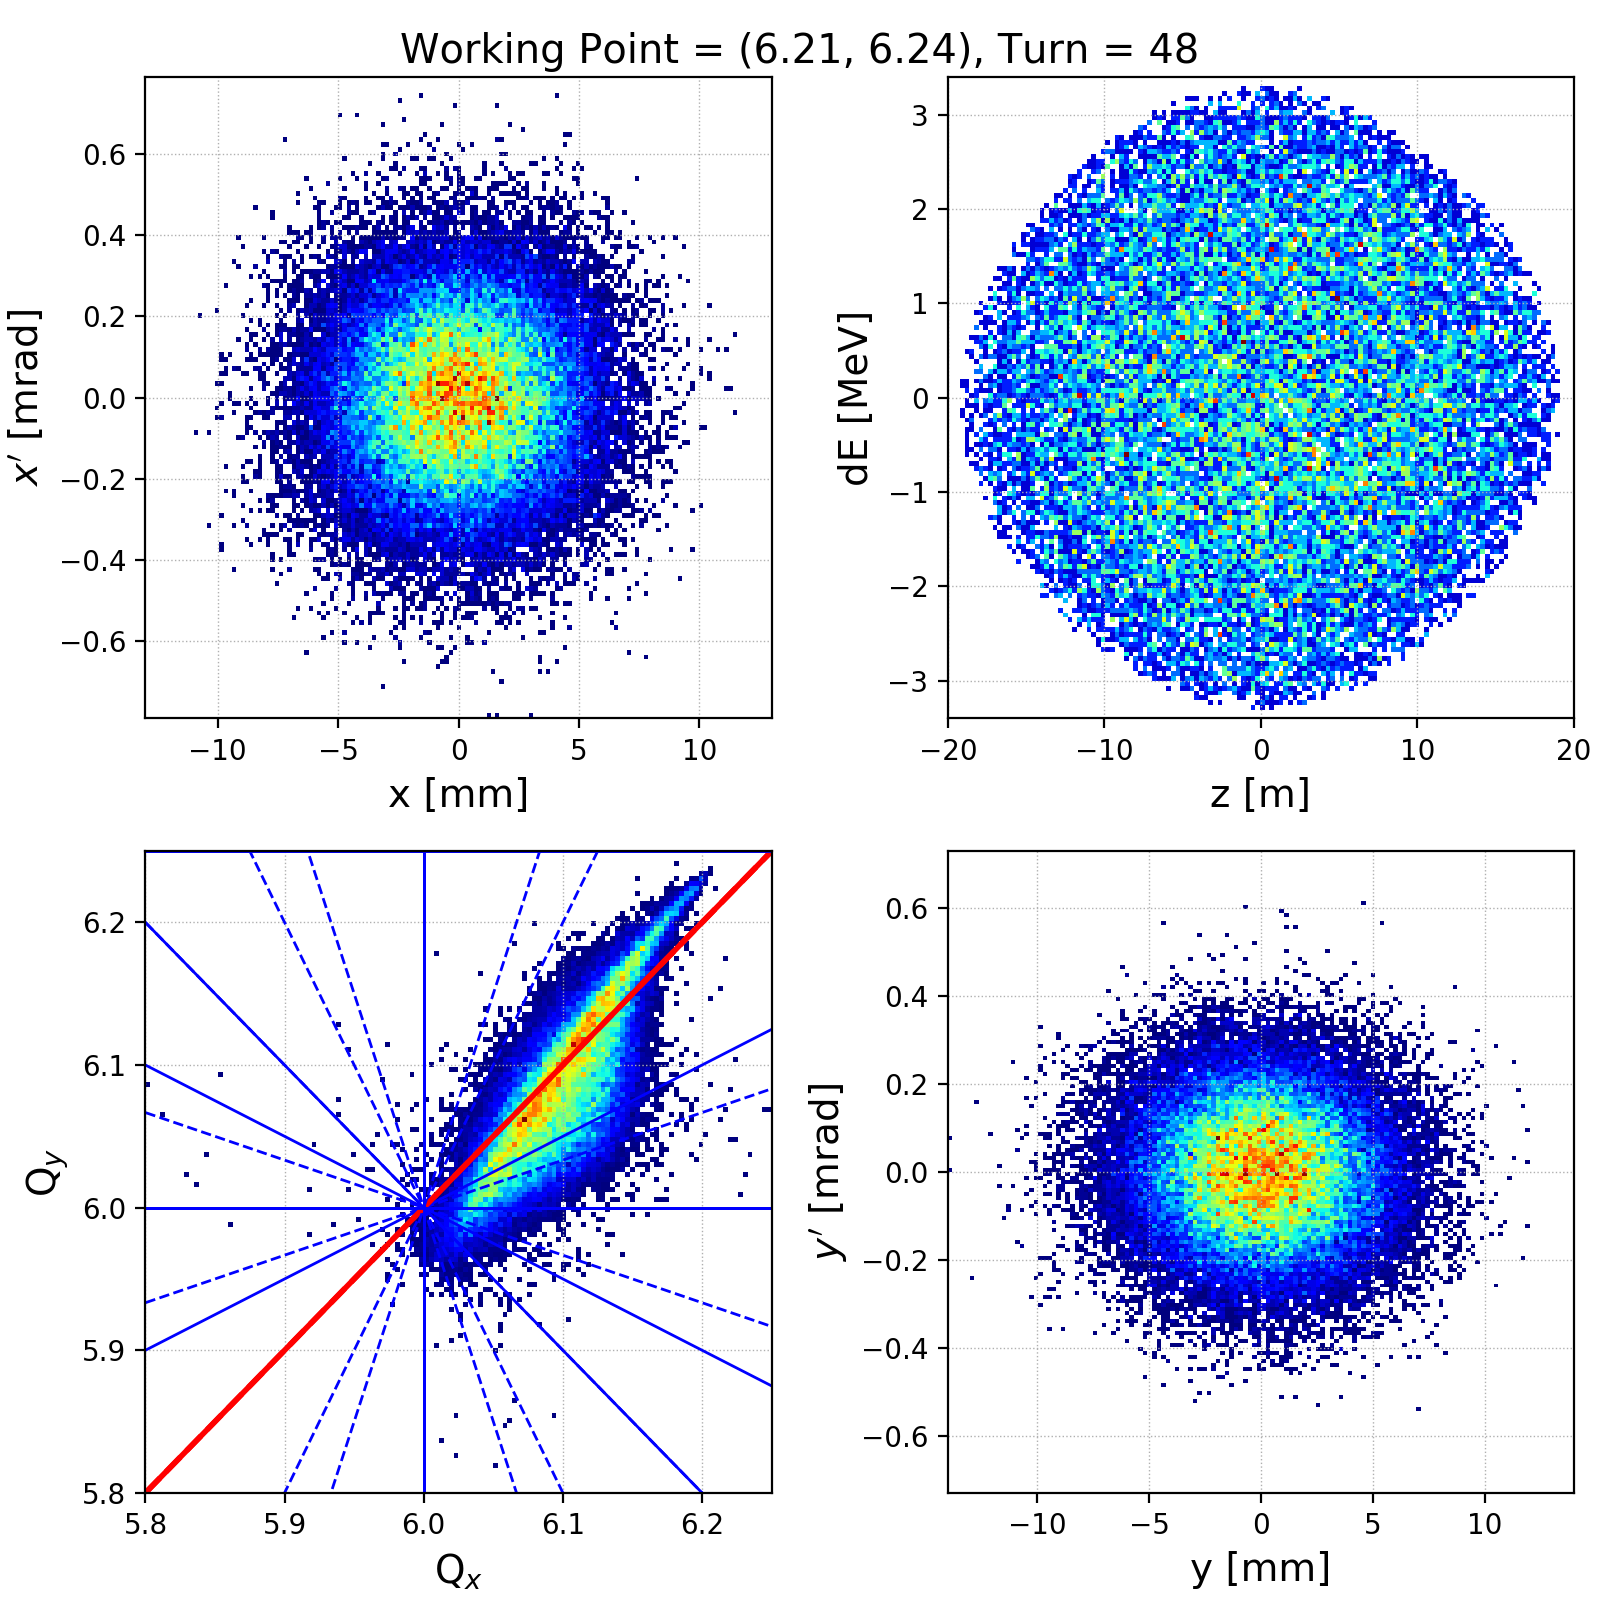 Working Point = (6.21, 6.24), Turn = 48
0.6
0.4
0.2
0.0
−0.2
−0.4
−0.6
x′ [mrad]
−10 −5 0 5 10
x [mm]
3
2
1
0
−1
−2
−3
dE [MeV]
−20 −10 0 10 20
z [m]
6.2
6.1
6.0
5.9
5.8
Qy
5.8 5.9 6.0 6.1 6.2
Qx
0.6
0.4
0.2
0.0
−0.2
−0.4
−0.6
y′ [mrad]
−10 −5 0 5 10
y [mm]